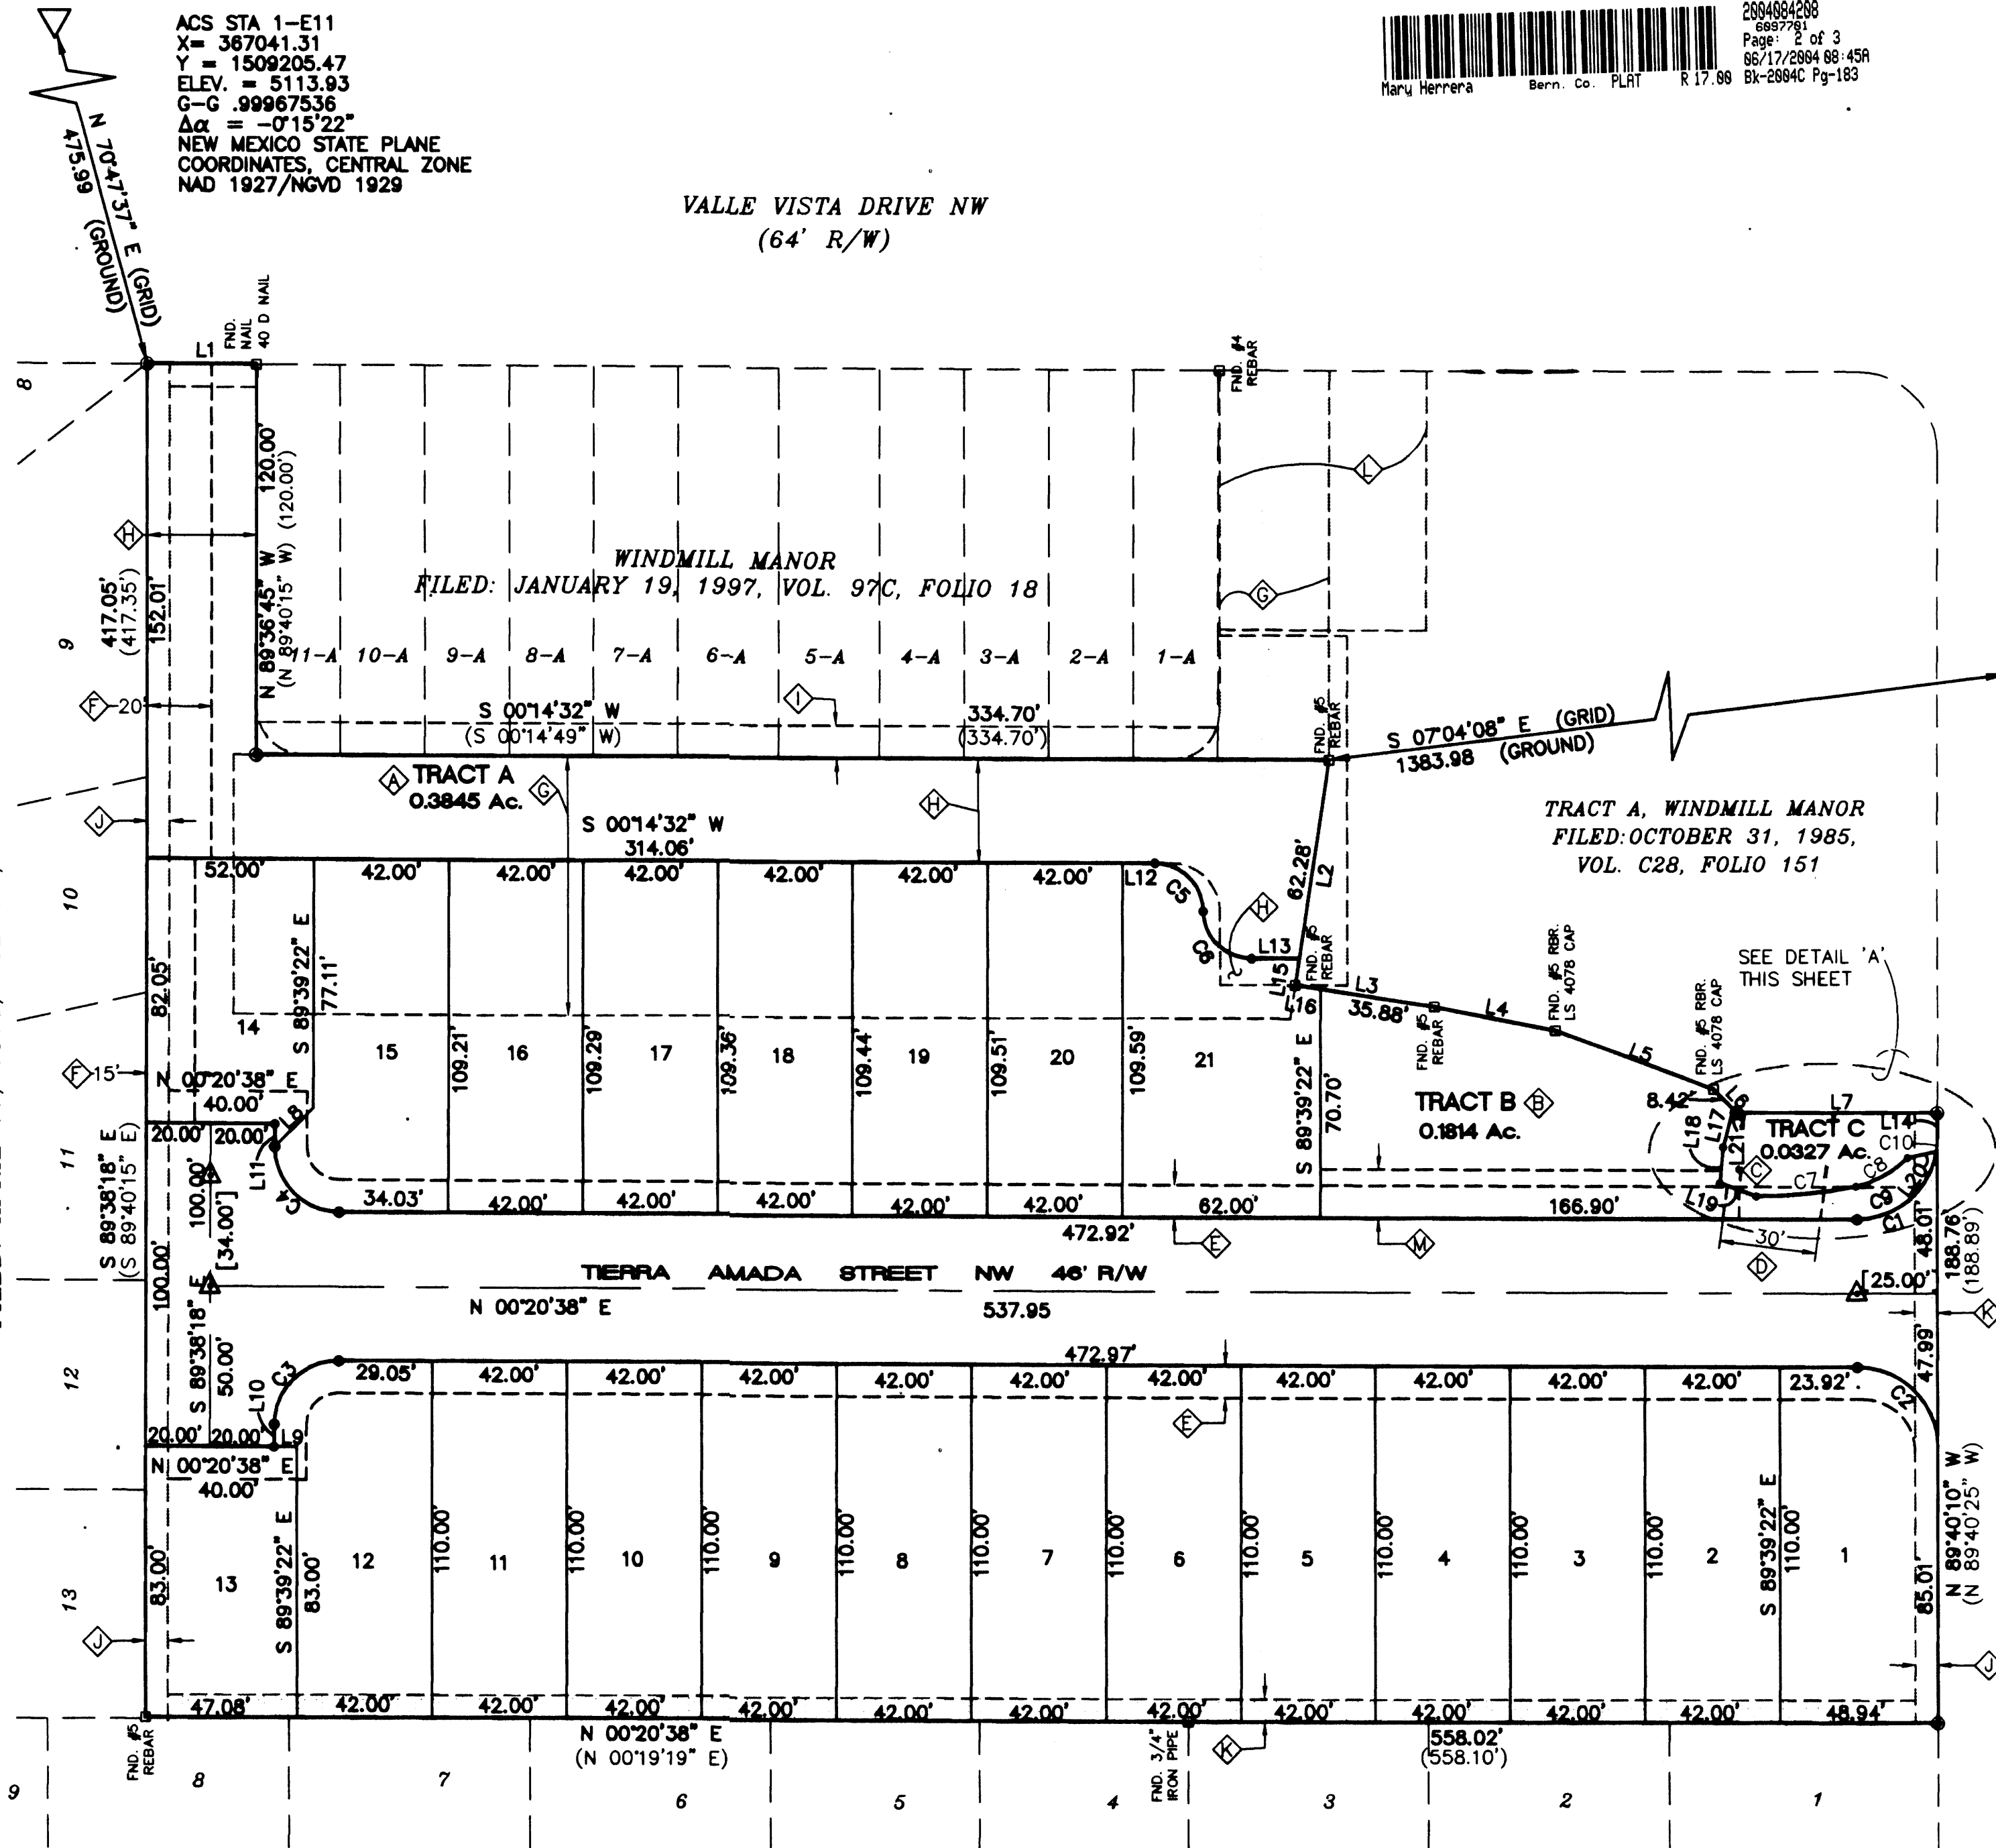 ACS STA 1-E11
X= 367041.31
Y = 1509205.47
ELEV. = 5113.93
G-G .99967536
Δα = -0°15'22"
NEW MEXICO STATE PLANE
COORDINATES, CENTRAL ZONE
NAD 1927/NGVD 1929
2004084208
6097701
Page: 2 of 3
06/17/2004 08:45A
Mary Herrera Bern. Co. PLAT R 17.00 Bk-2004C Pg-183
N 70°47'37" E (GRID)
475.99 (GROUND)
VALLE VISTA DRIVE NW
(64' R/W)
L1
FND.
NAIL
40 D NAIL
FND. #4
REBAR
8
9
10
11
12
13
H
417.05'
(417.35')
152.01'
N 89°36'45" W 120.00'
(N 89°40'15" W) (120.00')
L
G
WINDMILL MANOR
FILED: JANUARY 19, 1997, VOL. 97C, FOLIO 18
11-A 10-A 9-A 8-A 7-A 6-A 5-A 4-A 3-A 2-A 1-A
F 20'
I
S 00°14'32" W 334.70'
(S 00°14'49" W) (334.70')
FND. #5
REBAR
S 07°04'08" E (GRID)
1383.98 (GROUND)
A TRACT A
0.3845 Ac.
G
H
J
S 00°14'32" W
314.06'
TRACT A, WINDMILL MANOR
FILED: OCTOBER 31, 1985,
VOL. C28, FOLIO 151
52.00' 42.00' 42.00' 42.00' 42.00' 42.00' 42.00' L12
C5
C6
H
L13
62.28'
L2
L15
L16
FND. #5
REBAR
L3
35.88'
FND. #5
REBAR
L4
FND. #5 RBR.
LS 4078 CAP
L5
FND. #5 RBR.
LS 4078 CAP
SEE DETAIL 'A'
THIS SHEET
82.05'
S 89°39'22" E
77.11'
14 15 16 17 18 19 20 21
109.21' 109.29' 109.36' 109.44' 109.51' 109.59'
S 89°39'22" E
70.70'
TRACT B B
0.1814 Ac.
F 15'
N 00°20'38" E
40.00'
L8
20.00' 20.00'
L11
C4
8.42'
L6
L7
L17
L18
L21
L14
TRACT C
0.0327 Ac.
C
C10
C7
C8
C9
L20
L19
C1
30'
D
S 89°38'18" E
(S 89°40'15" E)
100.00'
[34.00']
100.00'
34.03' 42.00' 42.00' 42.00' 42.00' 42.00' 62.00' 166.90'
472.92'
E
M
48.01'
188.76'
(188.89')
[25.00']
K
TIERRA AMADA STREET NW 46' R/W
N 00°20'38" E 537.95
S 89°38'18" E
50.00'
47.99'
472.97'
C3
L10
29.05' 42.00' 42.00' 42.00' 42.00' 42.00' 42.00' 42.00' 42.00' 42.00' 42.00' 23.92'
C2
E
20.00' 20.00' L9
N 00°20'38" E
40.00'
83.00'
S 89°39'22" E
83.00'
13 12 11 10 9 8 7 6 5 4 3 2 1
110.00' 110.00' 110.00' 110.00' 110.00' 110.00' 110.00' 110.00' 110.00' 110.00'
S 89°39'22" E
110.00'
85.01'
N 89°40'10" W
(N 89°40'25" W)
J
J
47.08' 42.00' 42.00' 42.00' 42.00' 42.00' 42.00' 42.00' 42.00' 42.00' 42.00' 42.00' 48.94'
N 00°20'38" E
(N 00°19'19" E)
558.02'
(558.10')
K
FND. #5
REBAR
FND. 3/4"
IRON PIPE
9 8 7 6 5 4 3 2 1